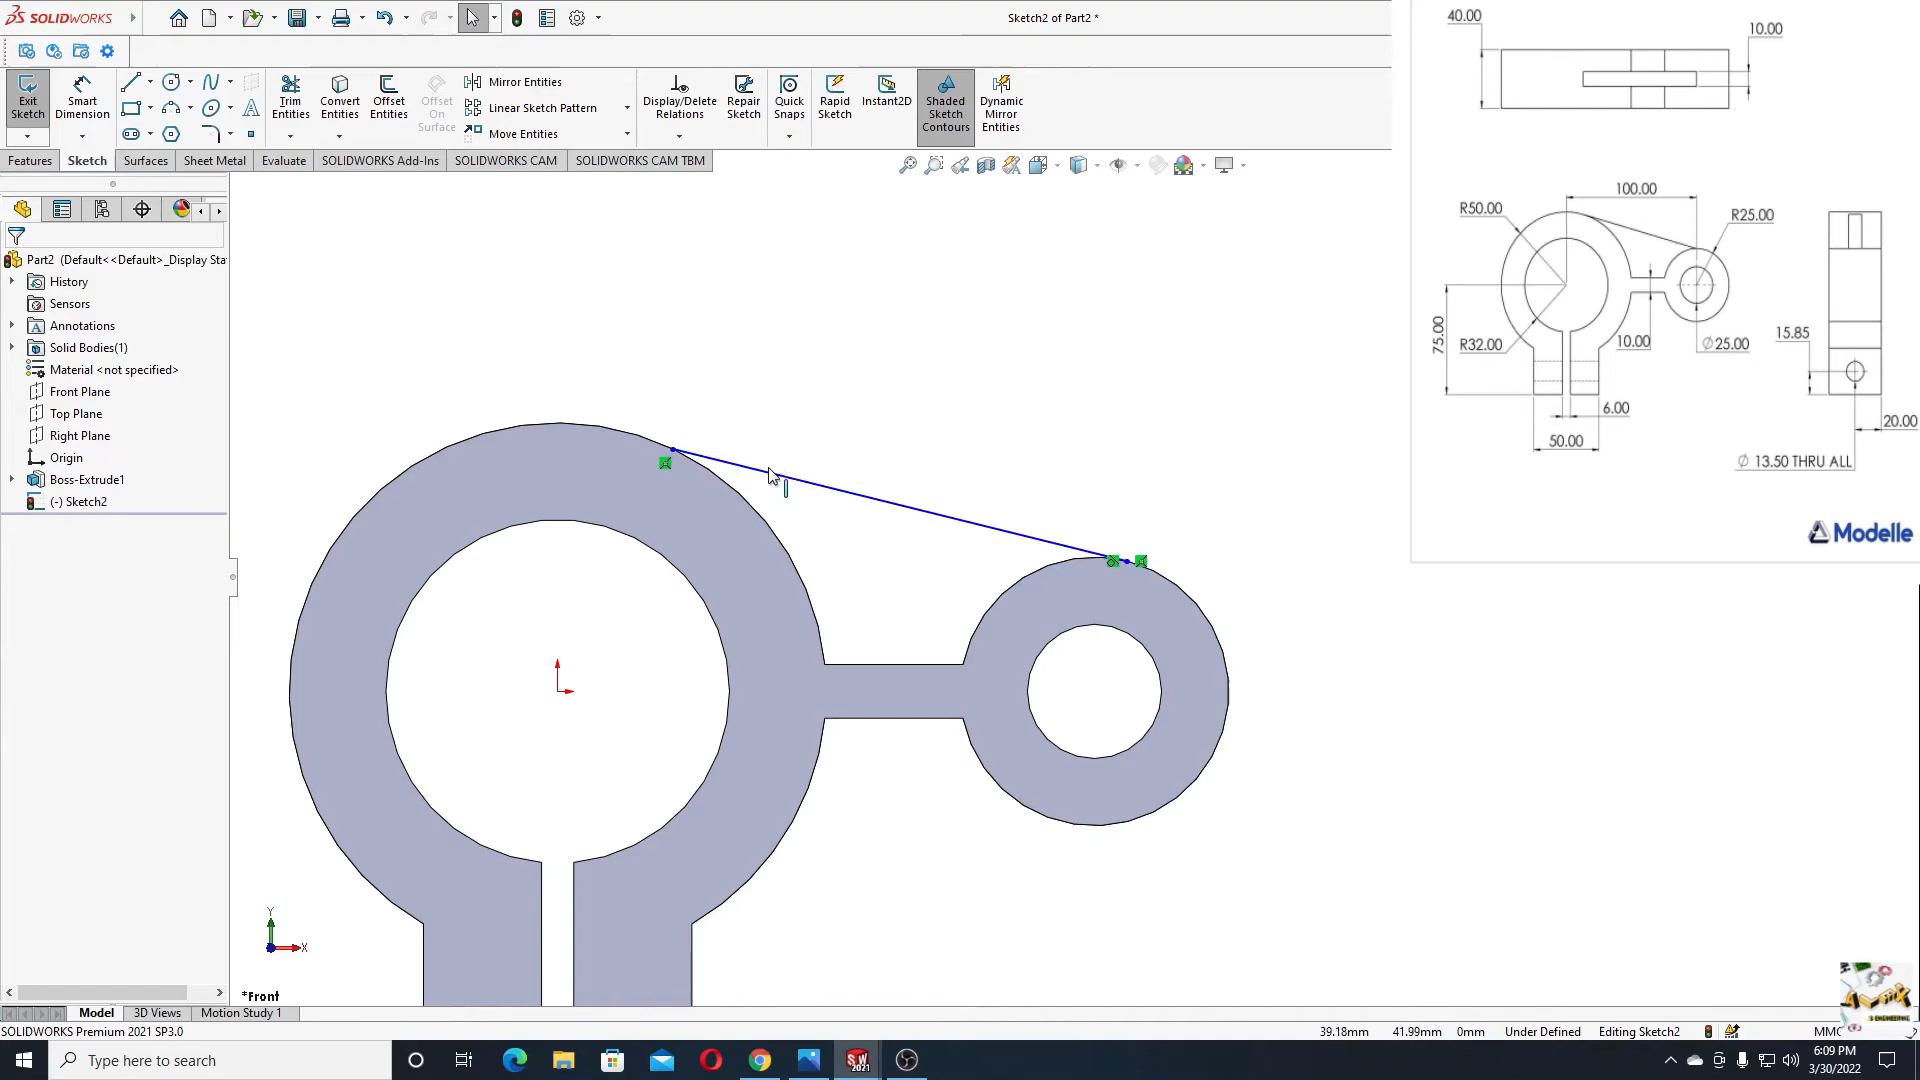 SOLIDWORKS
Sketch2 of Part2 *
Exit Sketch
Smart Dimension
Trim Entities
Convert Entities
Offset Entities
Offset On Surface
Mirror Entities
Linear Sketch Pattern
Move Entities
Display/Delete Relations
Repair Sketch
Quick Snaps
Rapid Sketch
Instant2D
Shaded Sketch Contours
Dynamic Mirror Entities
Features
Sketch
Surfaces
Sheet Metal
Evaluate
SOLIDWORKS Add-Ins
SOLIDWORKS CAM
SOLIDWORKS CAM TBM
Part2 (Default<<Default>_Display Sta
History
Sensors
Annotations
Solid Bodies(1)
Material <not specified>
Front Plane
Top Plane
Right Plane
Origin
Boss-Extrude1
(-) Sketch2
40.00
10.00
100.00
R50.00
R25.00
75.00
R32.00
10.00
∅25.00
15.85
6.00
50.00
20.00
∅ 13.50 THRU ALL
Modelle
Y
X
*Front
Model
3D Views
Motion Study 1
SOLIDWORKS Premium 2021 SP3.0
39.18mm
41.99mm
0mm
Under Defined
Editing Sketch2
Type here to search
SW
2021
6:09 PM
3/30/2022